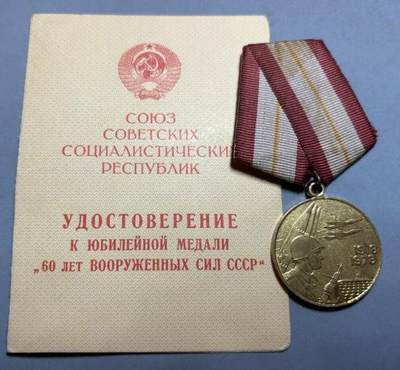 СОЮЗ
СОВЕТСКИХ
СОЦИАЛИСТИЧЕСКИХ
РЕСПУБЛИК
УДОСТОВЕРЕНИЕ
К ЮБИЛЕЙНОЙ МЕДАЛИ
„60 ЛЕТ ВООРУЖЕННЫХ СИЛ СССР“
1918
1978